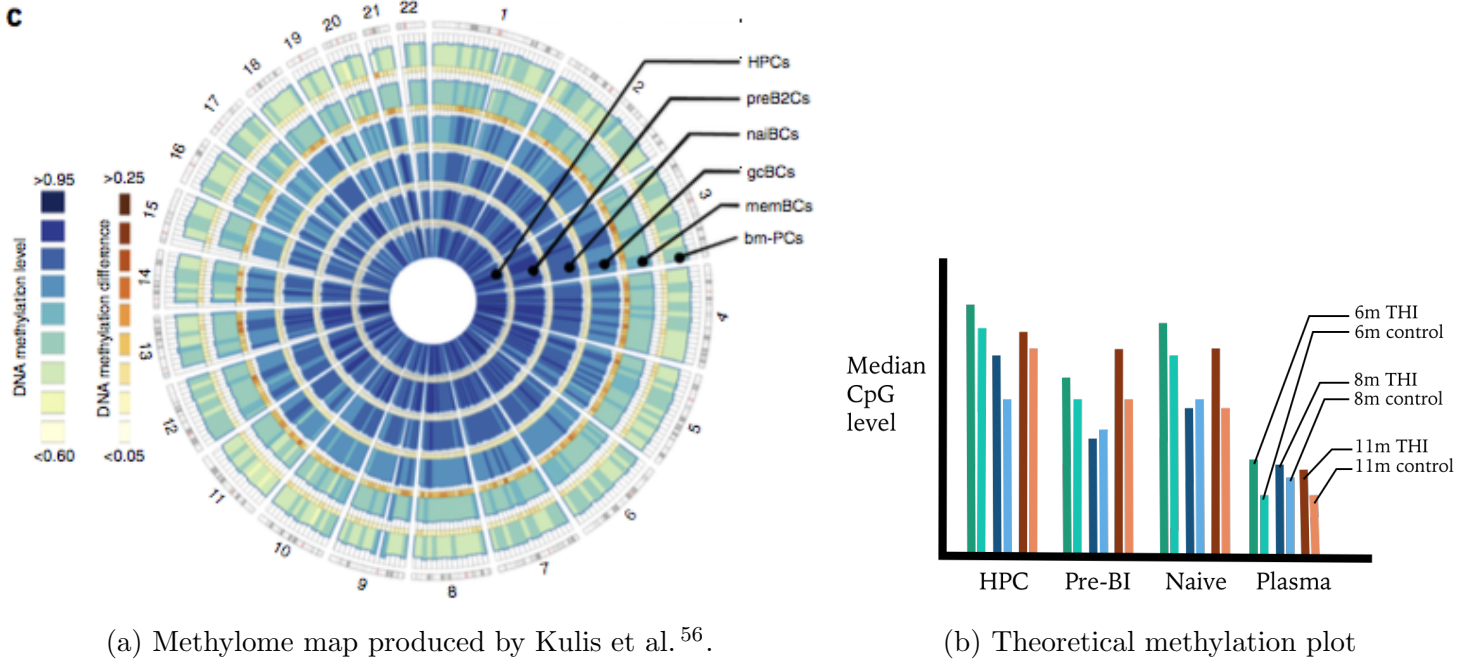 c
1
2
3
4
5
6
7
8
9
10
11
12
13
14
15
16
17
18
19
20
21
22
HPCs
preB2Cs
naiBCs
gcBCs
memBCs
bm-PCs
>0.95
DNA methylation level
<0.60
>0.25
DNA methylation difference
<0.05
(a) Methylome map produced by Kulis et al.⁵⁶.
Median
CpG
level
6m THI
6m control
8m THI
8m control
11m THI
11m control
HPC
Pre-BI
Naive
Plasma
(b) Theoretical methylation plot